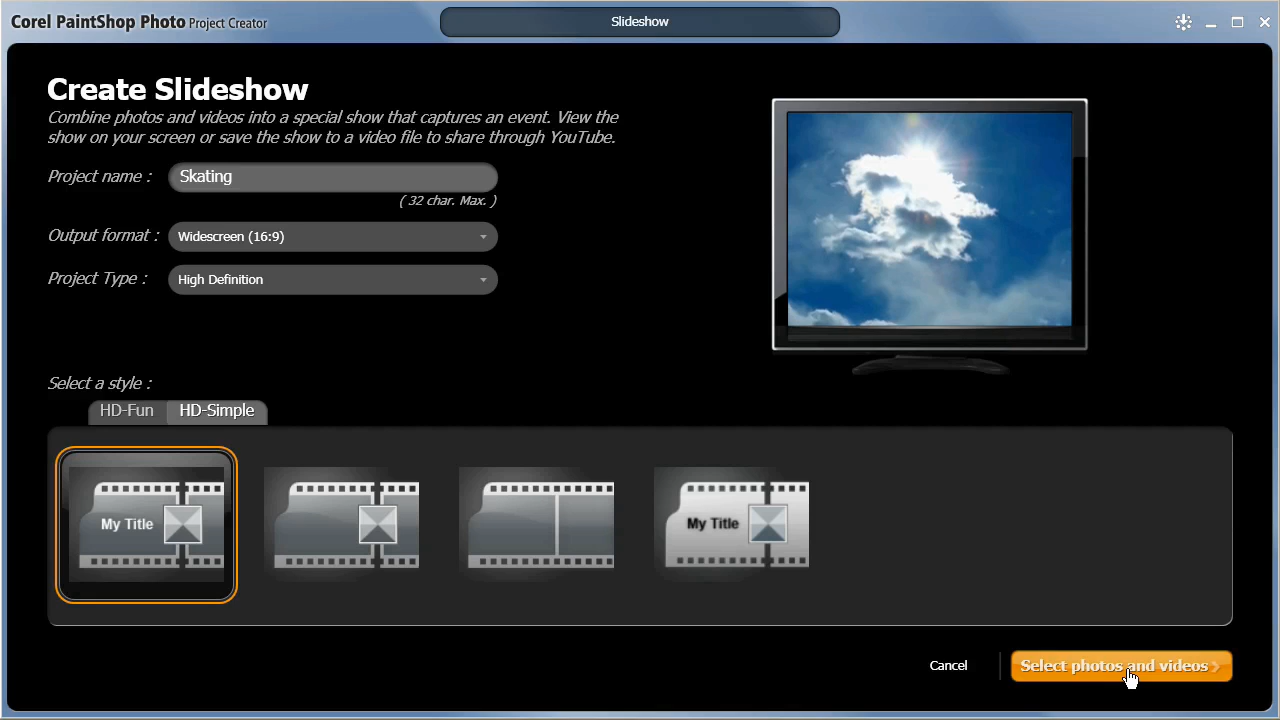 Corel PaintShop Photo Project Creator
Slideshow
Create Slideshow
Combine photos and videos into a special show that captures an event. View the
show on your screen or save the show to a video file to share through YouTube.
Project name : Skating
( 32 char. Max. )
Output format : Widescreen (16:9)
Project Type : High Definition
Select a style :
HD-Fun HD-Simple
My Title My Title
Cancel Select photos and videos